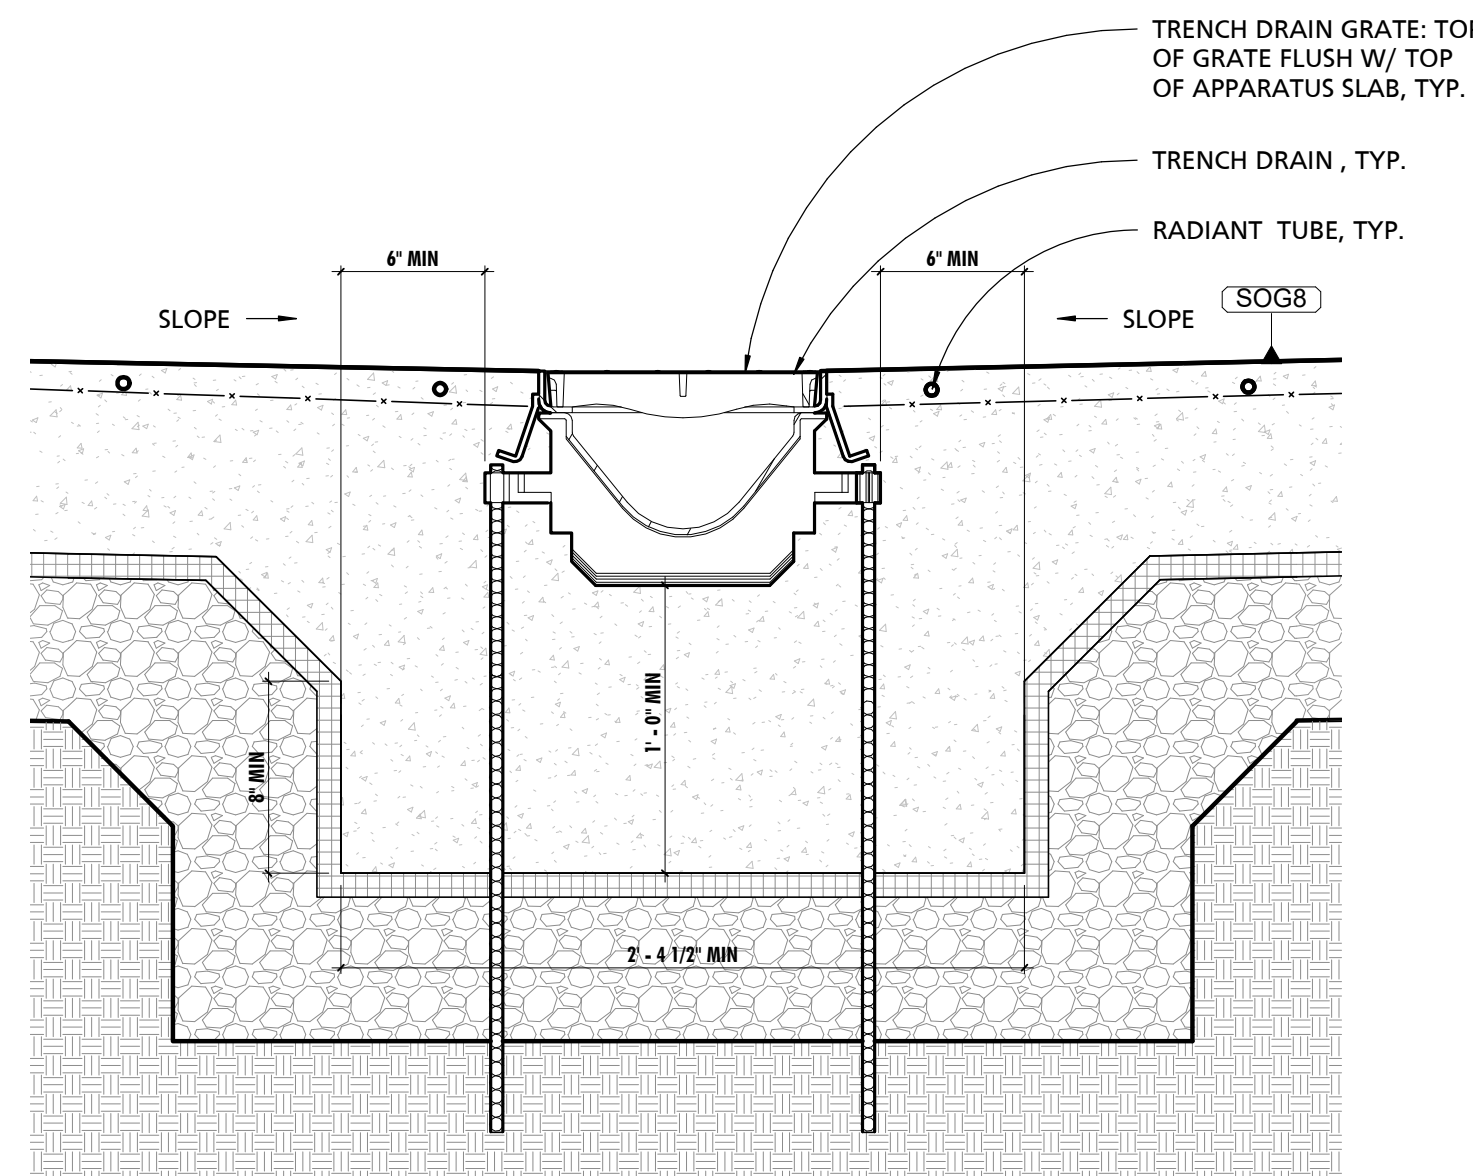 TRENCH DRAIN GRATE: TOP
OF GRATE FLUSH W/ TOP
OF APPARATUS SLAB, TYP.
TRENCH DRAIN , TYP.
RADIANT TUBE, TYP.
6" MIN
6" MIN
SLOPE
SLOPE
SOG8
1' - 0" MIN
8" MIN
2' - 4 1/2" MIN